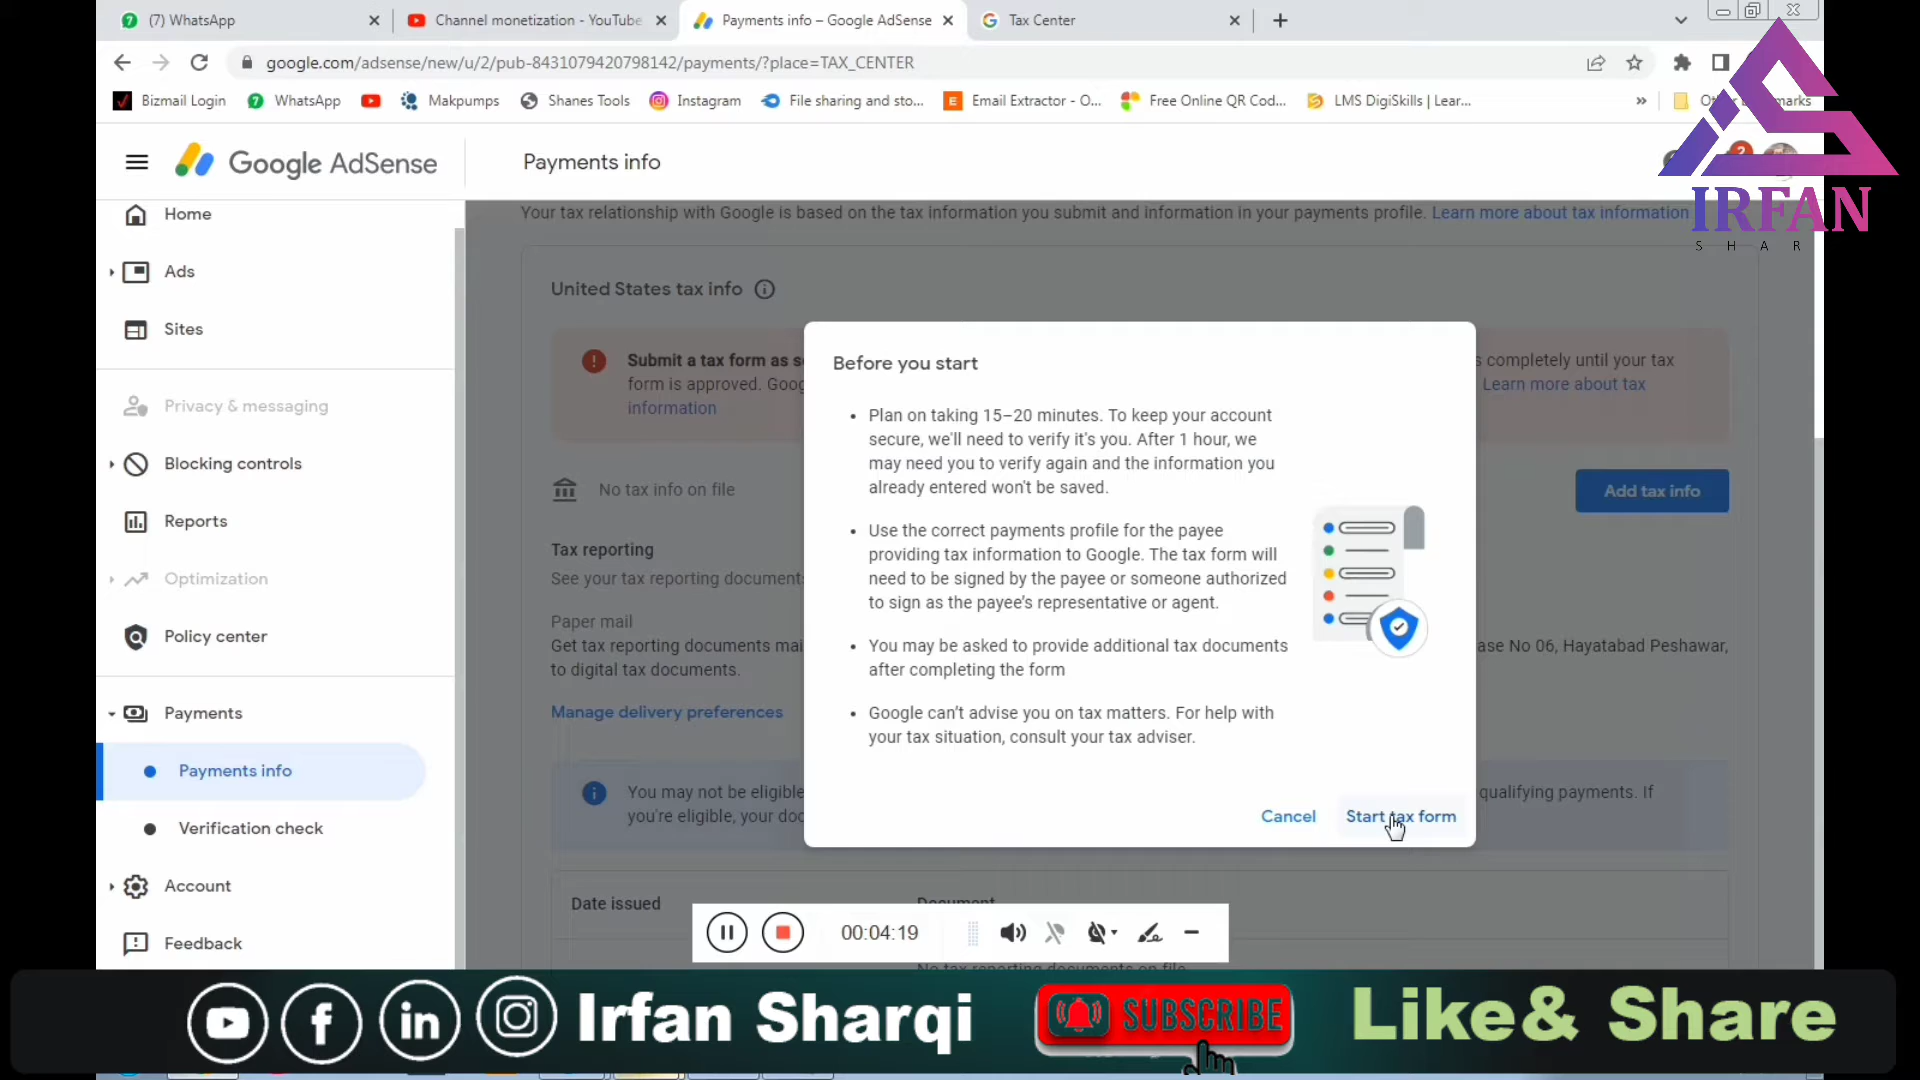 (7) WhatsApp
Channel monetization - YouTube
Payments info – Google AdSense
Tax Center
google.com/adsense/new/u/2/pub-8431079420798142/payments/?place=TAX_CENTER
Bizmail Login
WhatsApp
Makpumps
Shanes Tools
Instagram
File sharing and sto...
Email Extractor - O...
Free Online QR Cod...
LMS DigiSkills | Lear...
»
Google AdSense
Payments info
2
IRFAN
S H A R
Home
Ads
Sites
Privacy & messaging
Blocking controls
Reports
Optimization
Policy center
Payments
Payments info
Verification check
Account
Feedback
Your tax relationship with Google is based on the tax information you submit and information in your payments profile. Learn more about tax information
United States tax info
Submit a tax form as s
s completely until your tax
form is approved. Goog
Learn more about tax
information
No tax info on file
Add tax info
Tax reporting
See your tax reporting documents
Paper mail
Get tax reporting documents mai
ase No 06, Hayatabad Peshawar,
to digital tax documents.
Manage delivery preferences
You may not be eligible
qualifying payments. If
you're eligible, your doc
Date issued
Document
No tax reporting documents on file
Before you start
• Plan on taking 15–20 minutes. To keep your account
secure, we'll need to verify it's you. After 1 hour, we
may need you to verify again and the information you
already entered won't be saved.
• Use the correct payments profile for the payee
providing tax information to Google. The tax form will
need to be signed by the payee or someone authorized
to sign as the payee's representative or agent.
• You may be asked to provide additional tax documents
after completing the form
• Google can't advise you on tax matters. For help with
your tax situation, consult your tax adviser.
Cancel
Start tax form
00:04:19
Irfan Sharqi
SUBSCRIBE
Like& Share